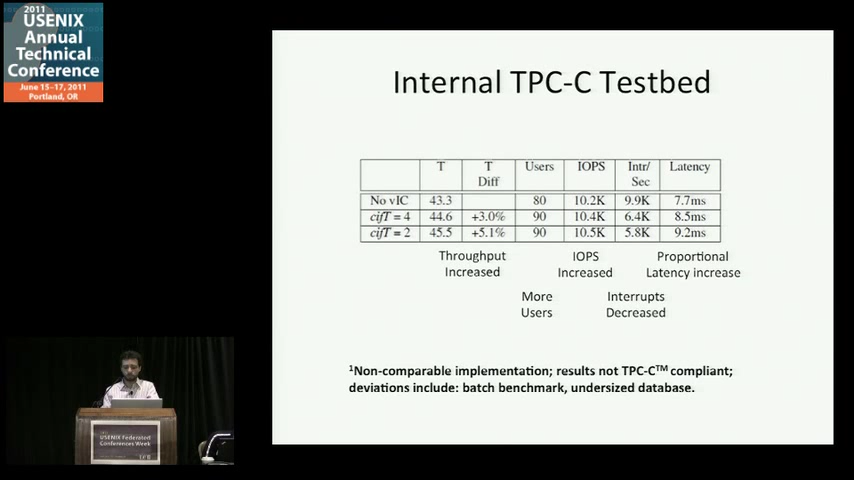 2011
USENIX
Annual
Technical
Conference
June 15–17, 2011
Portland, OR
Internal TPC-C Testbed
T T Diff Users IOPS Intr/ Sec Latency
No vIC 43.3 80 10.2K 9.9K 7.7ms
cifT = 4 44.6 +3.0% 90 10.4K 6.4K 8.5ms
cifT = 2 45.5 +5.1% 90 10.5K 5.8K 9.2ms
Throughput Increased
IOPS Increased
Proportional Latency increase
More Users
Interrupts Decreased
¹Non-comparable implementation; results not TPC-C™ compliant;
deviations include: batch benchmark, undersized database.
USENIX Federated
Conferences Week